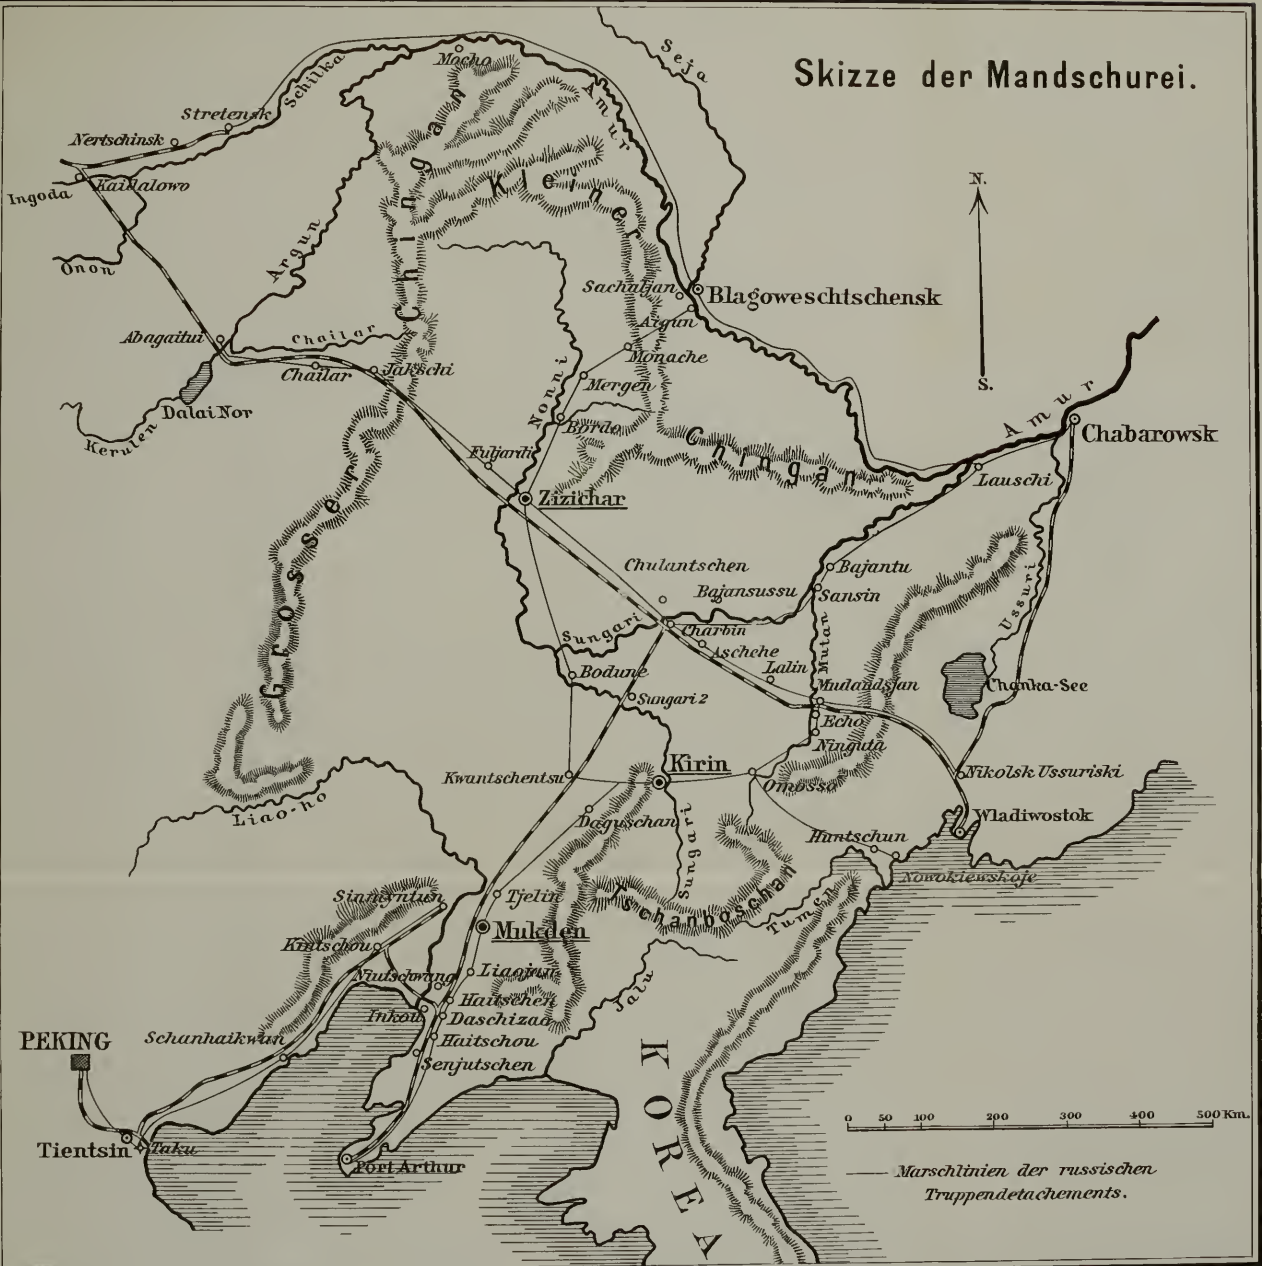 Skizze der Mandschurei.
Seja
Mocho
Schilka
Amur
Stretensk
Nertschinsk
Kaidalowo
Ingoda
Onon
Argun
Chingan
Kleiner
N.
S.
Sachaljan
Blagoweschtschensk
Aigun
Abagaitui
Chailar
Chailar
Jakschi
Monache
Mergen
Nonni
Dalai Nor
Kerulen
Bordo
Amur
Chabarowsk
Chingan
Fuljardi
Lauschi
Zizichar
Grosser
Chulantschen
Bajansussu
Bajantu
Sansin
Ussuri
Sungari
Charbin
Mutan
Aschehe
Lalin
Bodune
Mudandsjan
Chanka-See
Sungari 2
Echo
Ninguta
Kirin
Kwantschentsu
Omosso
Nikolsk Ussuriski
Liao-ho
Daguschan
Wladiwostok
Huntschun
Sungari
Nowokiewskoje
Tschanboschan
Tumen
Sinmyntun
Tjelin
Mukden
Kintschou
Niutschwang
Liaojan
Jalu
Haitschen
Inkou
Daschizao
Schanhaikwan
Haitschou
PEKING
Senjutschen
KOREA
0 50 100 200 300 400 500 Km.
Tientsin
Taku
Port Arthur
Marschlinien der russischen
Truppendetachements.